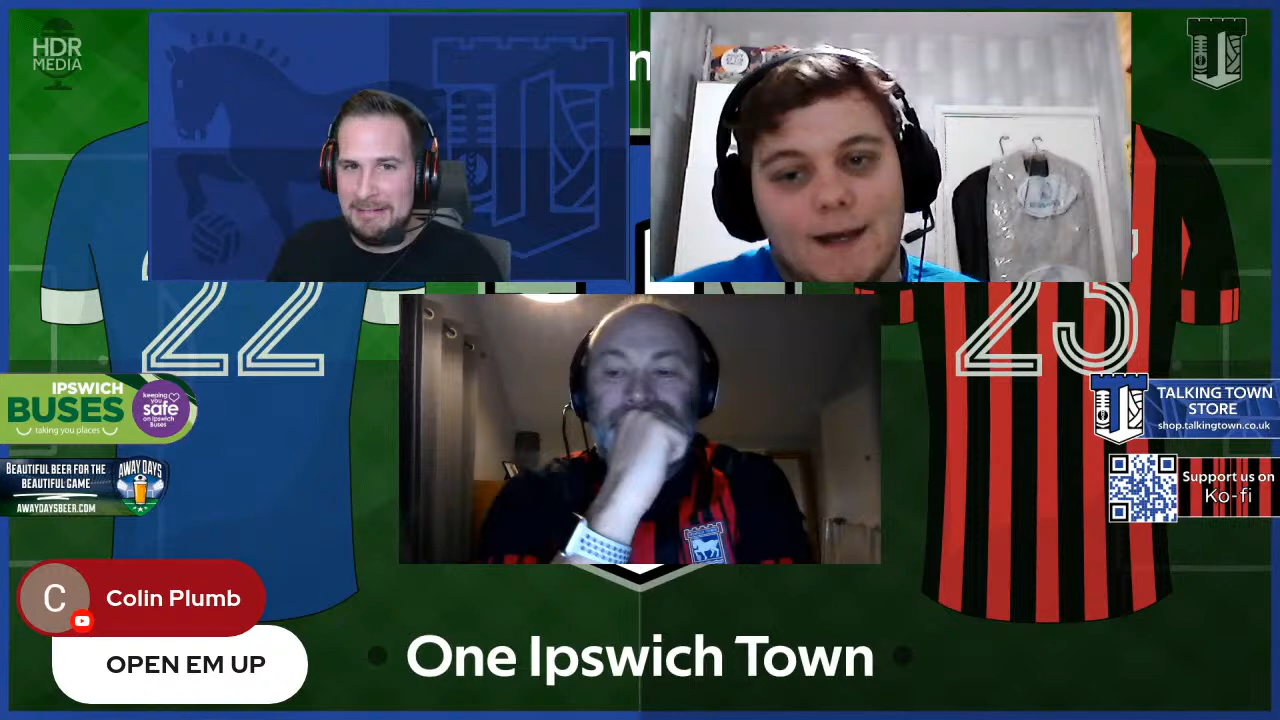 HDR
MEDIA
n
22
23
IPSWICH
BUSES
taking you places
keeping
you
safe
on Ipswich
Buses
BEAUTIFUL BEER FOR THE
BEAUTIFUL GAME
AWAYDAYSBEER.COM
AWAY DAYS
TALKING TOWN
STORE
shop.talkingtown.co.uk
Support us on
Ko-fi
C
Colin Plumb
OPEN EM UP
One Ipswich Town